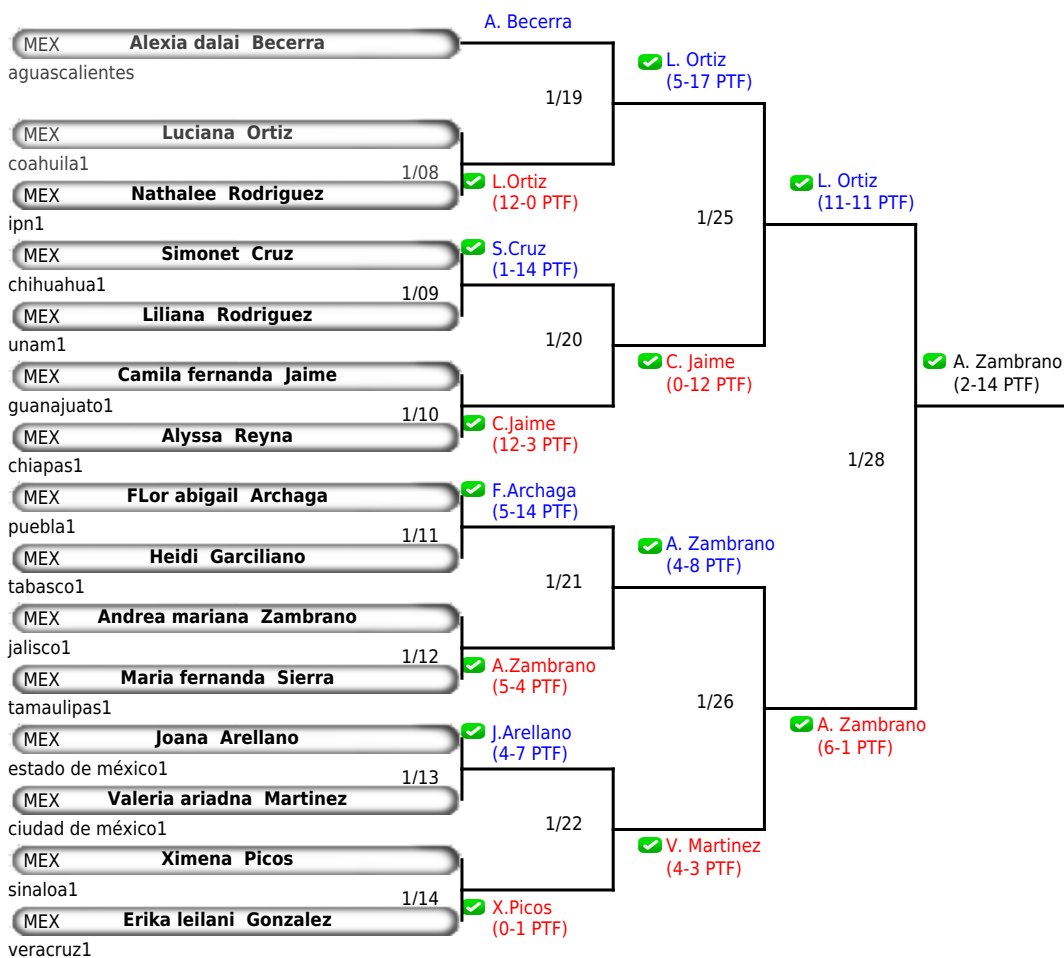 MEX Alexia dalai Becerra
aguascalientes
MEX Luciana Ortiz
coahuila1
1/08
MEX Nathalee Rodriguez
ipn1
MEX Simonet Cruz
chihuahua1
1/09
MEX Liliana Rodriguez
unam1
MEX Camila fernanda Jaime
guanajuato1
1/10
MEX Alyssa Reyna
chiapas1
MEX FLor abigail Archaga
puebla1
1/11
MEX Heidi Garciliano
tabasco1
MEX Andrea mariana Zambrano
jalisco1
1/12
MEX Maria fernanda Sierra
tamaulipas1
MEX Joana Arellano
estado de méxico1
1/13
MEX Valeria ariadna Martinez
ciudad de méxico1
MEX Ximena Picos
sinaloa1
1/14
MEX Erika leilani Gonzalez
veracruz1
A. Becerra
1/19
L.Ortiz
(12-0 PTF)
S.Cruz
(1-14 PTF)
1/20
C.Jaime
(12-3 PTF)
F.Archaga
(5-14 PTF)
1/21
A.Zambrano
(5-4 PTF)
J.Arellano
(4-7 PTF)
1/22
X.Picos
(0-1 PTF)
L. Ortiz
(5-17 PTF)
1/25
C. Jaime
(0-12 PTF)
A. Zambrano
(4-8 PTF)
1/26
V. Martinez
(4-3 PTF)
L. Ortiz
(11-11 PTF)
1/28
A. Zambrano
(6-1 PTF)
A. Zambrano
(2-14 PTF)